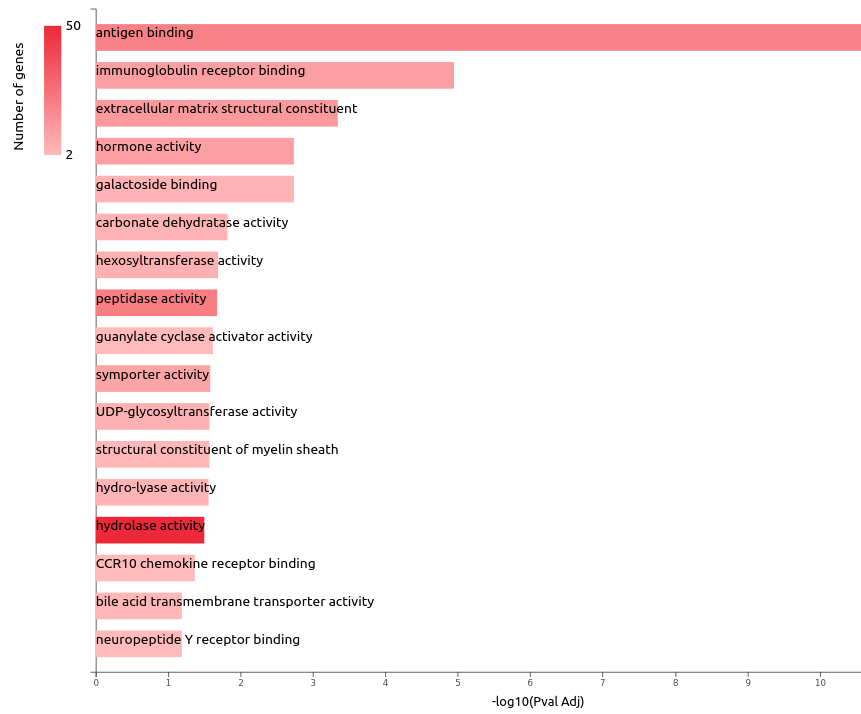 50
Number of genes
2
antigen binding
immunoglobulin receptor binding
extracellular matrix structural constituent
hormone activity
galactoside binding
carbonate dehydratase activity
hexosyltransferase activity
peptidase activity
guanylate cyclase activator activity
symporter activity
UDP-glycosyltransferase activity
structural constituent of myelin sheath
hydro-lyase activity
hydrolase activity
CCR10 chemokine receptor binding
bile acid transmembrane transporter activity
neuropeptide Y receptor binding
0 1 2 3 4 5 6 7 8 9 10
-log10(Pval Adj)